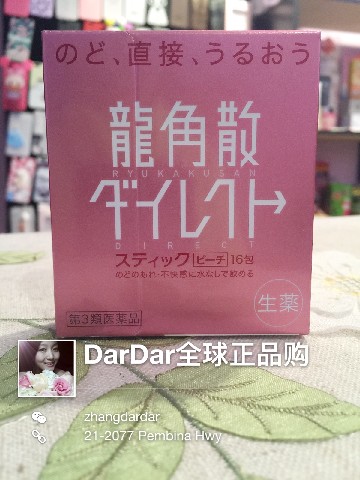 のど、直接、うるおう
龍角散
RYUKAKUSAN
ダイレクト
DIRECT
スティック ピーチ 16包
のどのあれ・不快感に水なしで飲める
第3類医薬品
生薬
DarDar全球正品购
zhangdardar
21-2077 Pembina Hwy